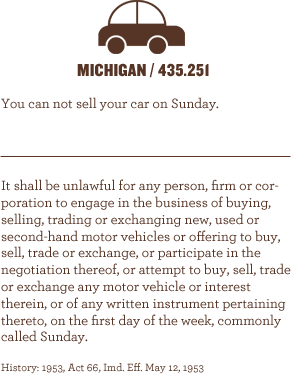 MICHIGAN / 435.251
You can not sell your car on Sunday.
It shall be unlawful for any person, firm or cor-
poration to engage in the business of buying,
selling, trading or exchanging new, used or
second-hand motor vehicles or offering to buy,
sell, trade or exchange, or participate in the
negotiation thereof, or attempt to buy, sell, trade
or exchange any motor vehicle or interest
therein, or of any written instrument pertaining
thereto, on the first day of the week, commonly
called Sunday.
History: 1953, Act 66, Imd. Eff. May 12, 1953